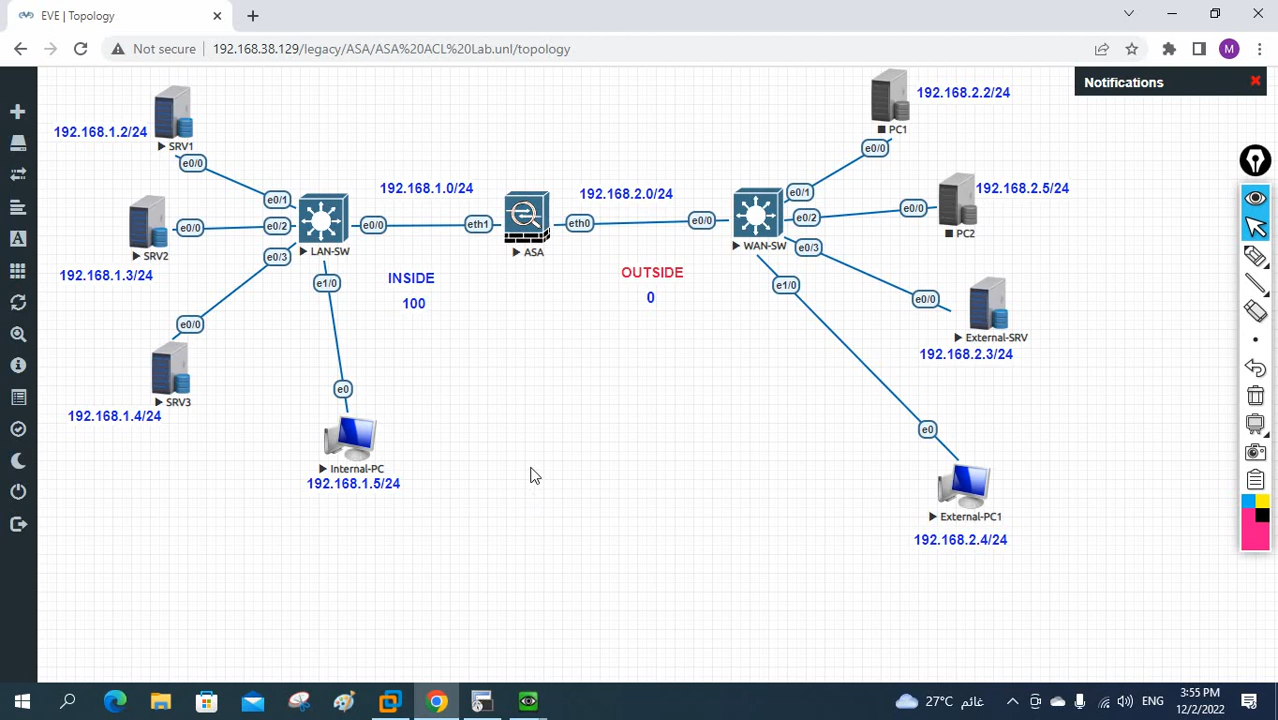 EVE | Topology
Not secure
192.168.38.129/legacy/ASA/ASA%20ACL%20Lab.unl/topology
M
Notifications
192.168.1.2/24
SRV1
e0/0
192.168.1.3/24
SRV2
e0/0
192.168.1.4/24
SRV3
e0/0
e0/1
e0/2
e0/3
LAN-SW
e0/0
e1/0
192.168.1.0/24
eth1
INSIDE
100
e0
Internal-PC
192.168.1.5/24
ASA
eth0
192.168.2.0/24
OUTSIDE
0
e0/0
WAN-SW
e0/1
e0/2
e0/3
e1/0
192.168.2.2/24
PC1
e0/0
192.168.2.5/24
PC2
e0/0
e0/0
External-SRV
192.168.2.3/24
e0
External-PC1
192.168.2.4/24
27°C غائم
ENG
3:55 PM
12/2/2022